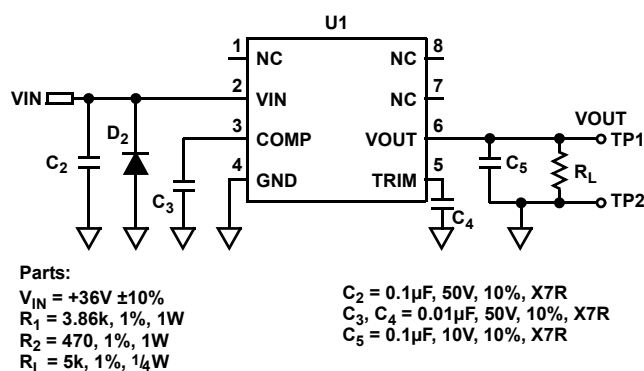 U1
1 NC NC 8
VIN 2 VIN NC 7
VOUT
D2 3 COMP VOUT 6 TP1
C2 4 GND TRIM 5 C5 RL
C3 C4 TP2
Parts:
VIN = +36V ±10%
R1 = 3.86k, 1%, 1W
R2 = 470, 1%, 1W
RL = 5k, 1%, 1/4W
C2 = 0.1µF, 50V, 10%, X7R
C3, C4 = 0.01µF, 50V, 10%, X7R
C5 = 0.1µF, 10V, 10%, X7R